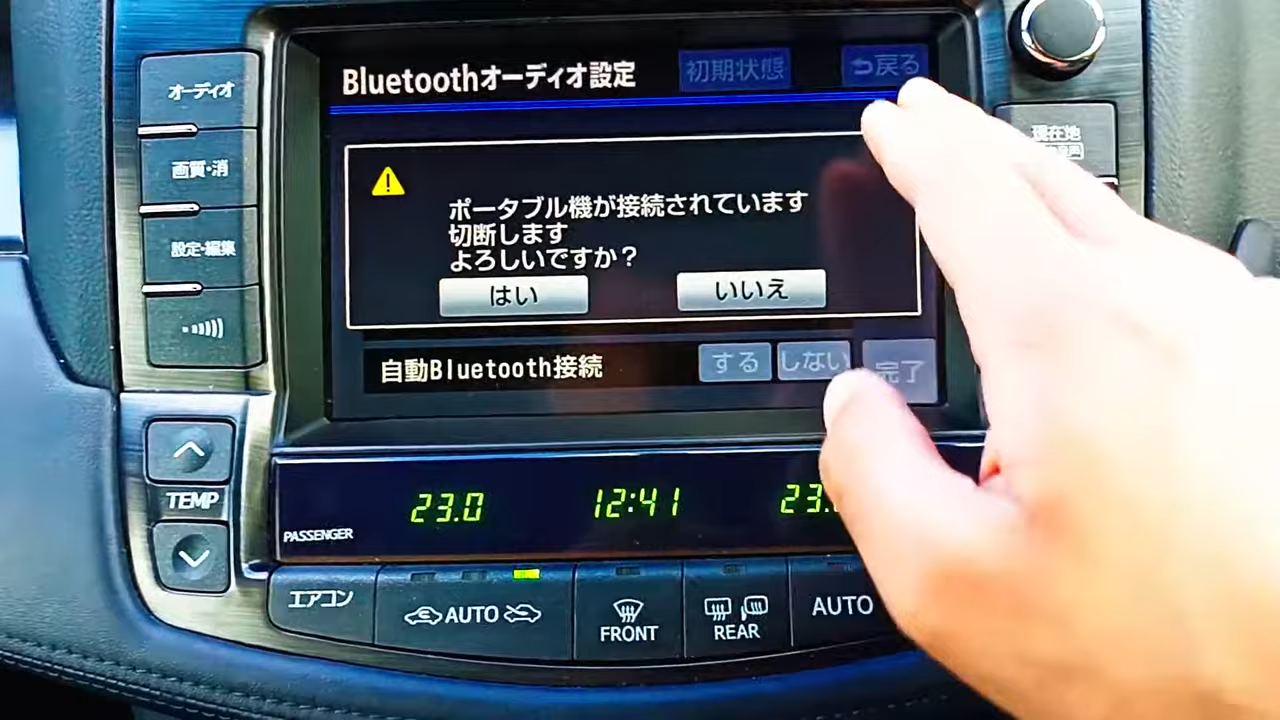 Bluetoothオーディオ設定
初期状態
戻る
オーディオ
画質・消
設定・編集
現在地
ポータブル機が接続されています
切断します
よろしいですか?
はい
いいえ
自動Bluetooth接続
する
しない
完了
TEMP
PASSENGER
23.0
12:41
23.
エアコン
AUTO
FRONT
REAR
AUTO